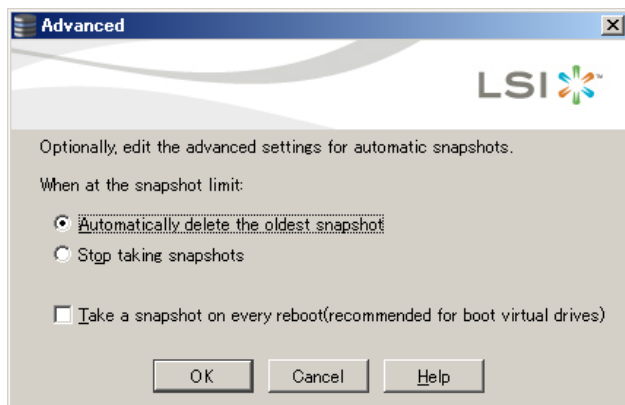 Advanced
LSI
Optionally, edit the advanced settings for automatic snapshots.
When at the snapshot limit:
Automatically delete the oldest snapshot
Stop taking snapshots
Take a snapshot on every reboot(recommended for boot virtual drives)
OK
Cancel
Help